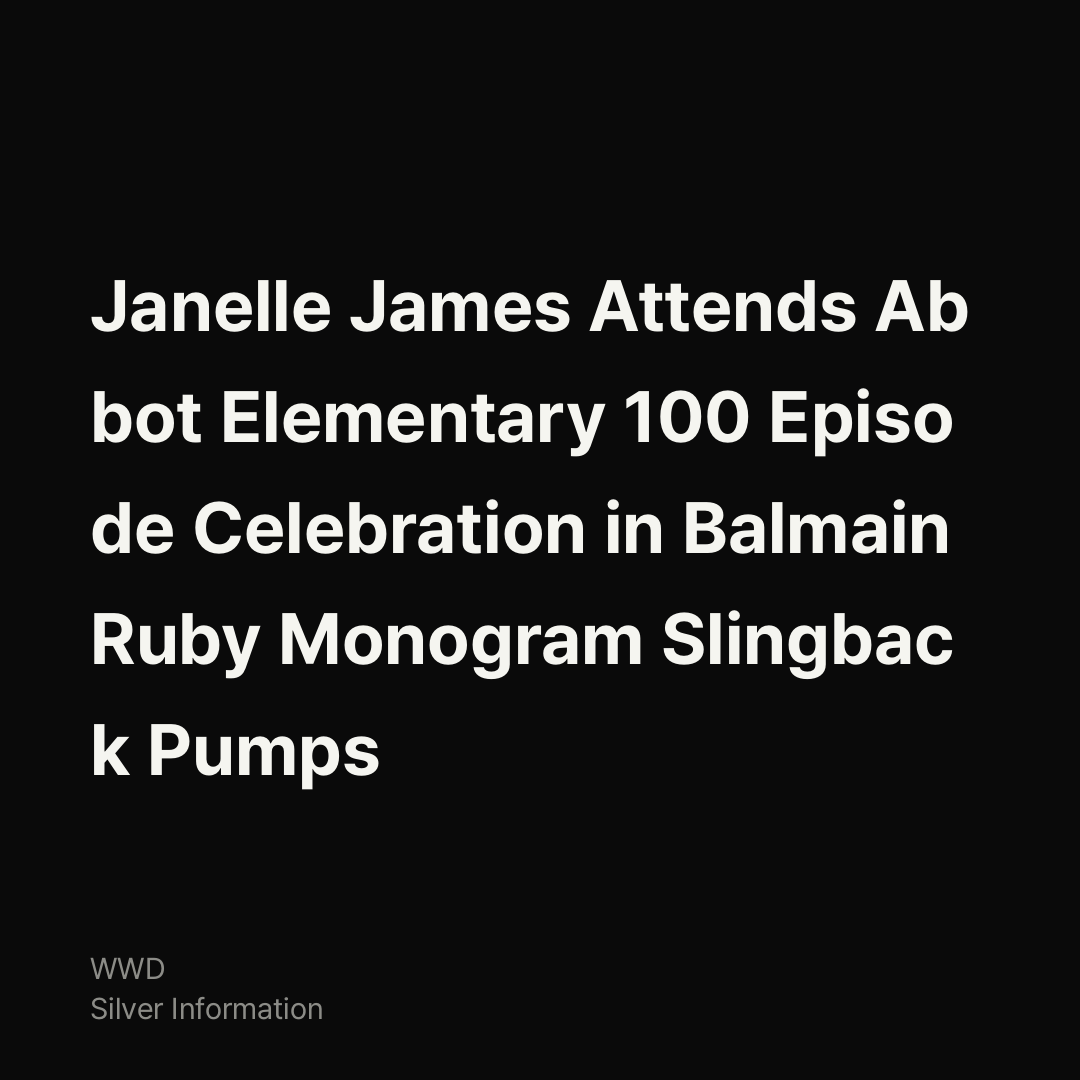 Janelle James Attends Ab
bot Elementary 100 Episo
de Celebration in Balmain
Ruby Monogram Slingbac
k Pumps
WWD
Silver Information